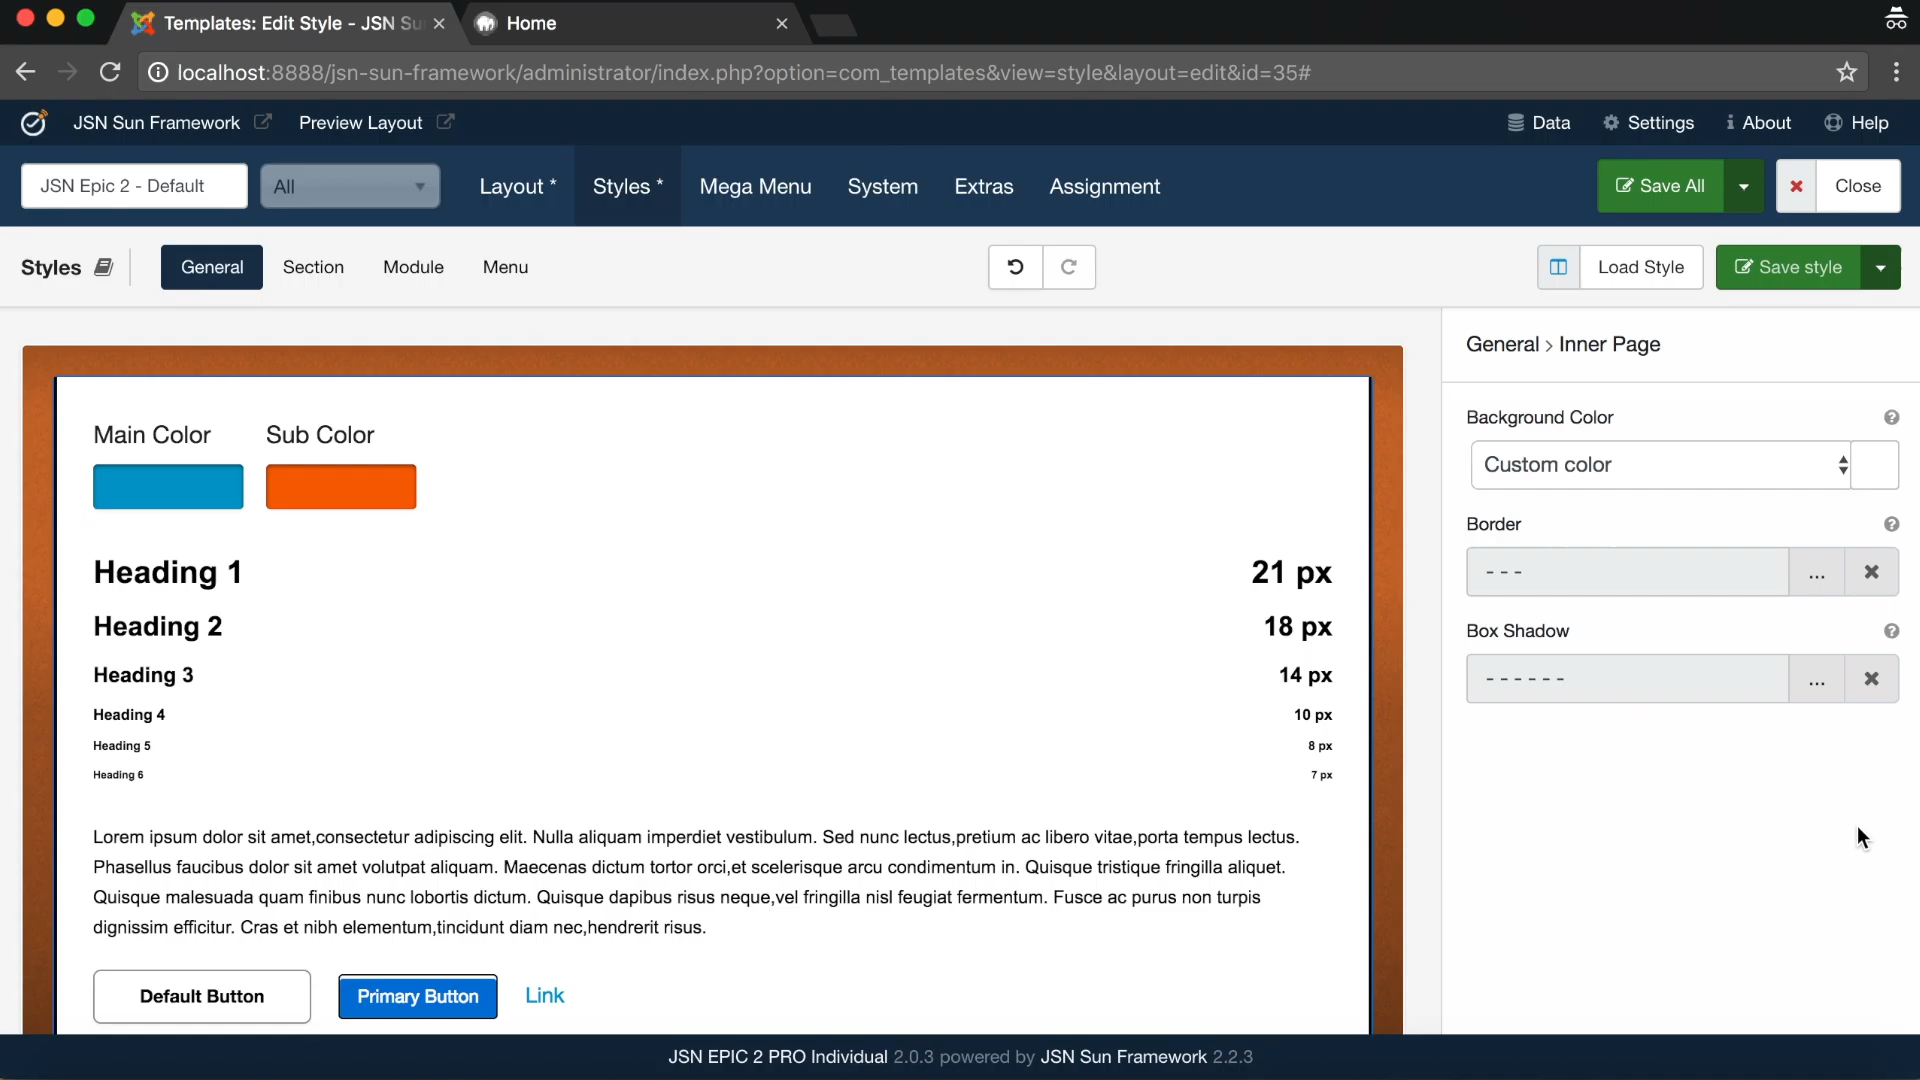 Templates: Edit Style - JSN Su
Home
localhost:8888/jsn-sun-framework/administrator/index.php?option=com_templates&view=style&layout=edit&id=35#
JSN Sun Framework
Preview Layout
Data
Settings
About
Help
JSN Epic 2 - Default
All
Layout *
Styles *
Mega Menu
System
Extras
Assignment
Save All
Close
Styles
General
Section
Module
Menu
Load Style
Save style
General > Inner Page
Main Color
Sub Color
Background Color
Custom color
Border
- - -
...
Box Shadow
- - - - - -
...
Heading 1
21 px
Heading 2
18 px
Heading 3
14 px
Heading 4
10 px
Heading 5
8 px
Heading 6
7 px
Lorem ipsum dolor sit amet,consectetur adipiscing elit. Nulla aliquam imperdiet vestibulum. Sed nunc lectus,pretium ac libero vitae,porta tempus lectus.
Phasellus faucibus dolor sit amet volutpat aliquam. Maecenas dictum tortor orci,et scelerisque arcu condimentum in. Quisque tristique fringilla aliquet.
Quisque malesuada quam finibus nunc lobortis dictum. Quisque dapibus risus neque,vel fringilla nisl feugiat fermentum. Fusce ac purus non turpis
dignissim efficitur. Cras et nibh elementum,tincidunt diam nec,hendrerit risus.
Default Button
Primary Button
Link
JSN EPIC 2 PRO Individual 2.0.3 powered by JSN Sun Framework 2.2.3